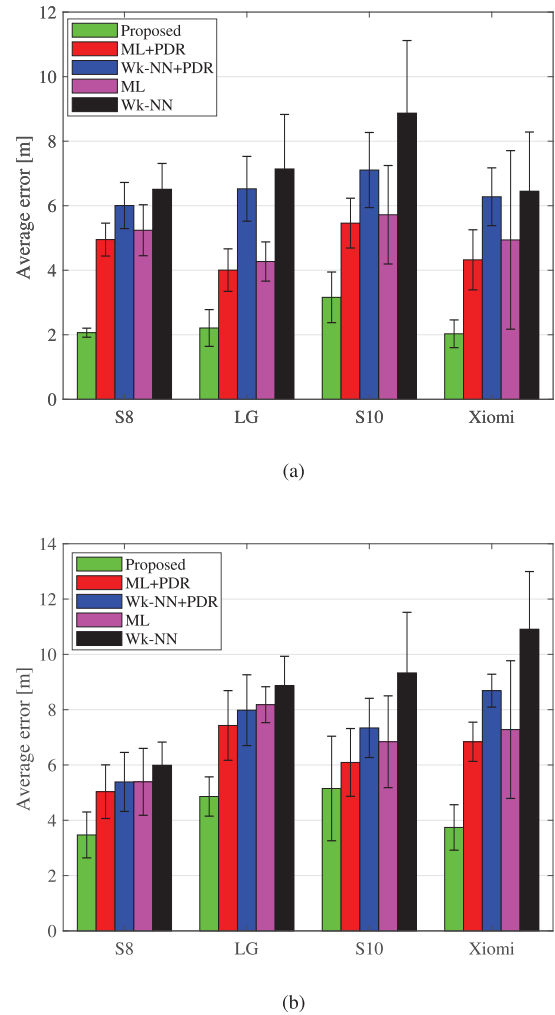 12
10
8
6
4
2
0
Average error [m]
Proposed
ML+PDR
Wk-NN+PDR
ML
Wk-NN
S8 LG S10 Xiomi
(a)
14
12
10
8
6
4
2
0
Average error [m]
Proposed
ML+PDR
Wk-NN+PDR
ML
Wk-NN
S8 LG S10 Xiomi
(b)